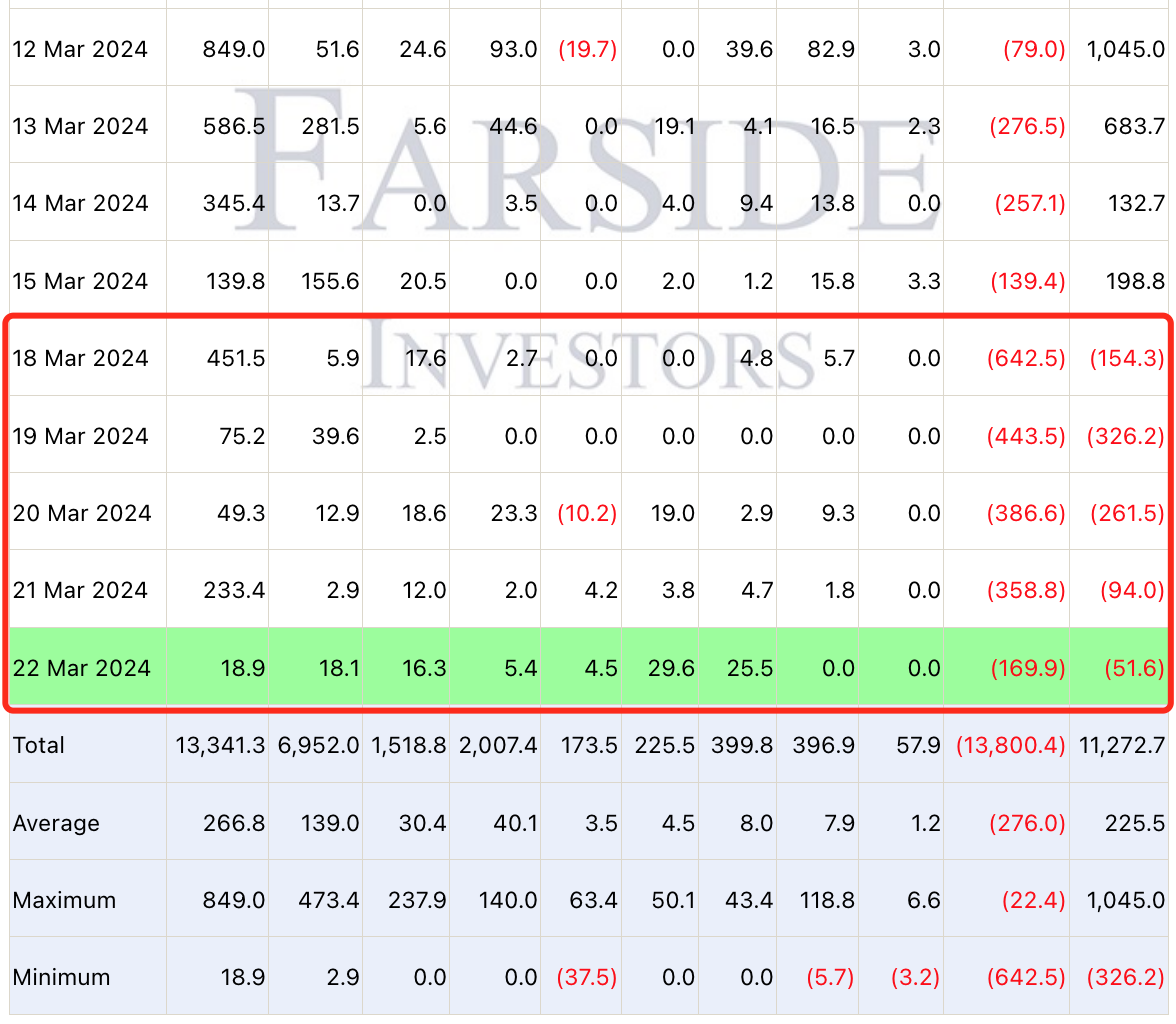 12 Mar 2024 849.0 51.6 24.6 93.0 (19.7) 0.0 39.6 82.9 3.0 (79.0) 1,045.0
13 Mar 2024 586.5 281.5 5.6 44.6 0.0 19.1 4.1 16.5 2.3 (276.5) 683.7
FARSIDE
14 Mar 2024 345.4 13.7 0.0 3.5 0.0 4.0 9.4 13.8 0.0 (257.1) 132.7
15 Mar 2024 139.8 155.6 20.5 0.0 0.0 2.0 1.2 15.8 3.3 (139.4) 198.8
INVESTORS
18 Mar 2024 451.5 5.9 17.6 2.7 0.0 0.0 4.8 5.7 0.0 (642.5) (154.3)
19 Mar 2024 75.2 39.6 2.5 0.0 0.0 0.0 0.0 0.0 0.0 (443.5) (326.2)
20 Mar 2024 49.3 12.9 18.6 23.3 (10.2) 19.0 2.9 9.3 0.0 (386.6) (261.5)
21 Mar 2024 233.4 2.9 12.0 2.0 4.2 3.8 4.7 1.8 0.0 (358.8) (94.0)
22 Mar 2024 18.9 18.1 16.3 5.4 4.5 29.6 25.5 0.0 0.0 (169.9) (51.6)
Total 13,341.3 6,952.0 1,518.8 2,007.4 173.5 225.5 399.8 396.9 57.9 (13,800.4) 11,272.7
Average 266.8 139.0 30.4 40.1 3.5 4.5 8.0 7.9 1.2 (276.0) 225.5
Maximum 849.0 473.4 237.9 140.0 63.4 50.1 43.4 118.8 6.6 (22.4) 1,045.0
Minimum 18.9 2.9 0.0 0.0 (37.5) 0.0 0.0 (5.7) (3.2) (642.5) (326.2)